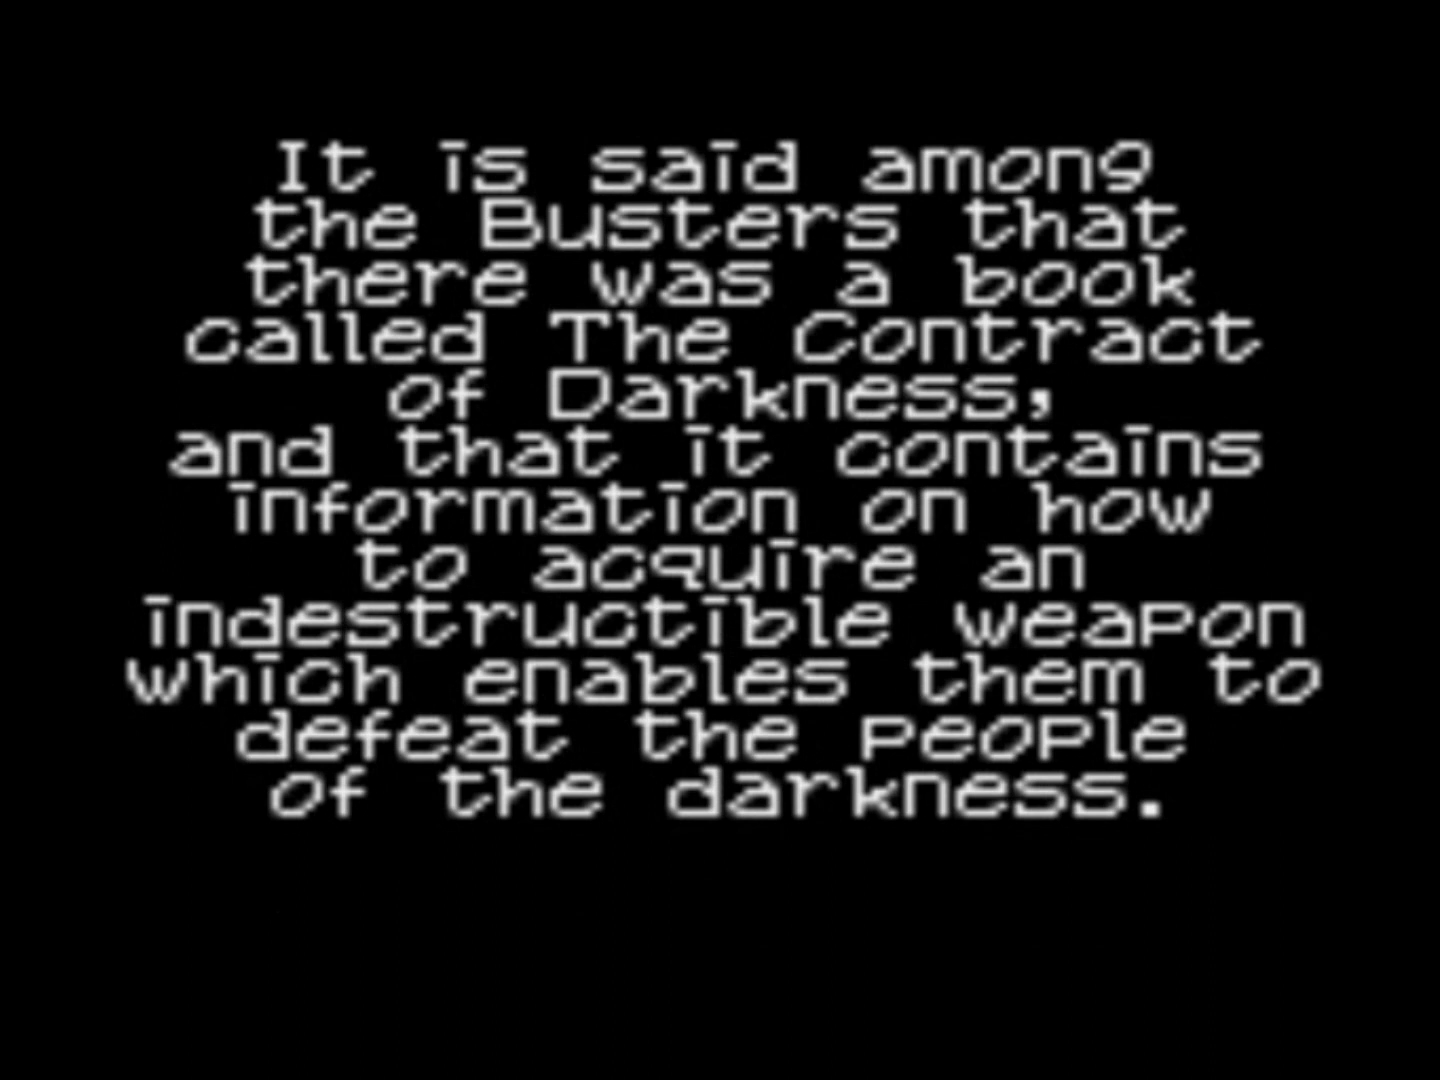 It is said among
the Busters that
there was a book
called The Contract
of Darkness,
and that it contains
information on how
to acquire an
indestructible weapon
which enables them to
defeat the people
of the darkness.